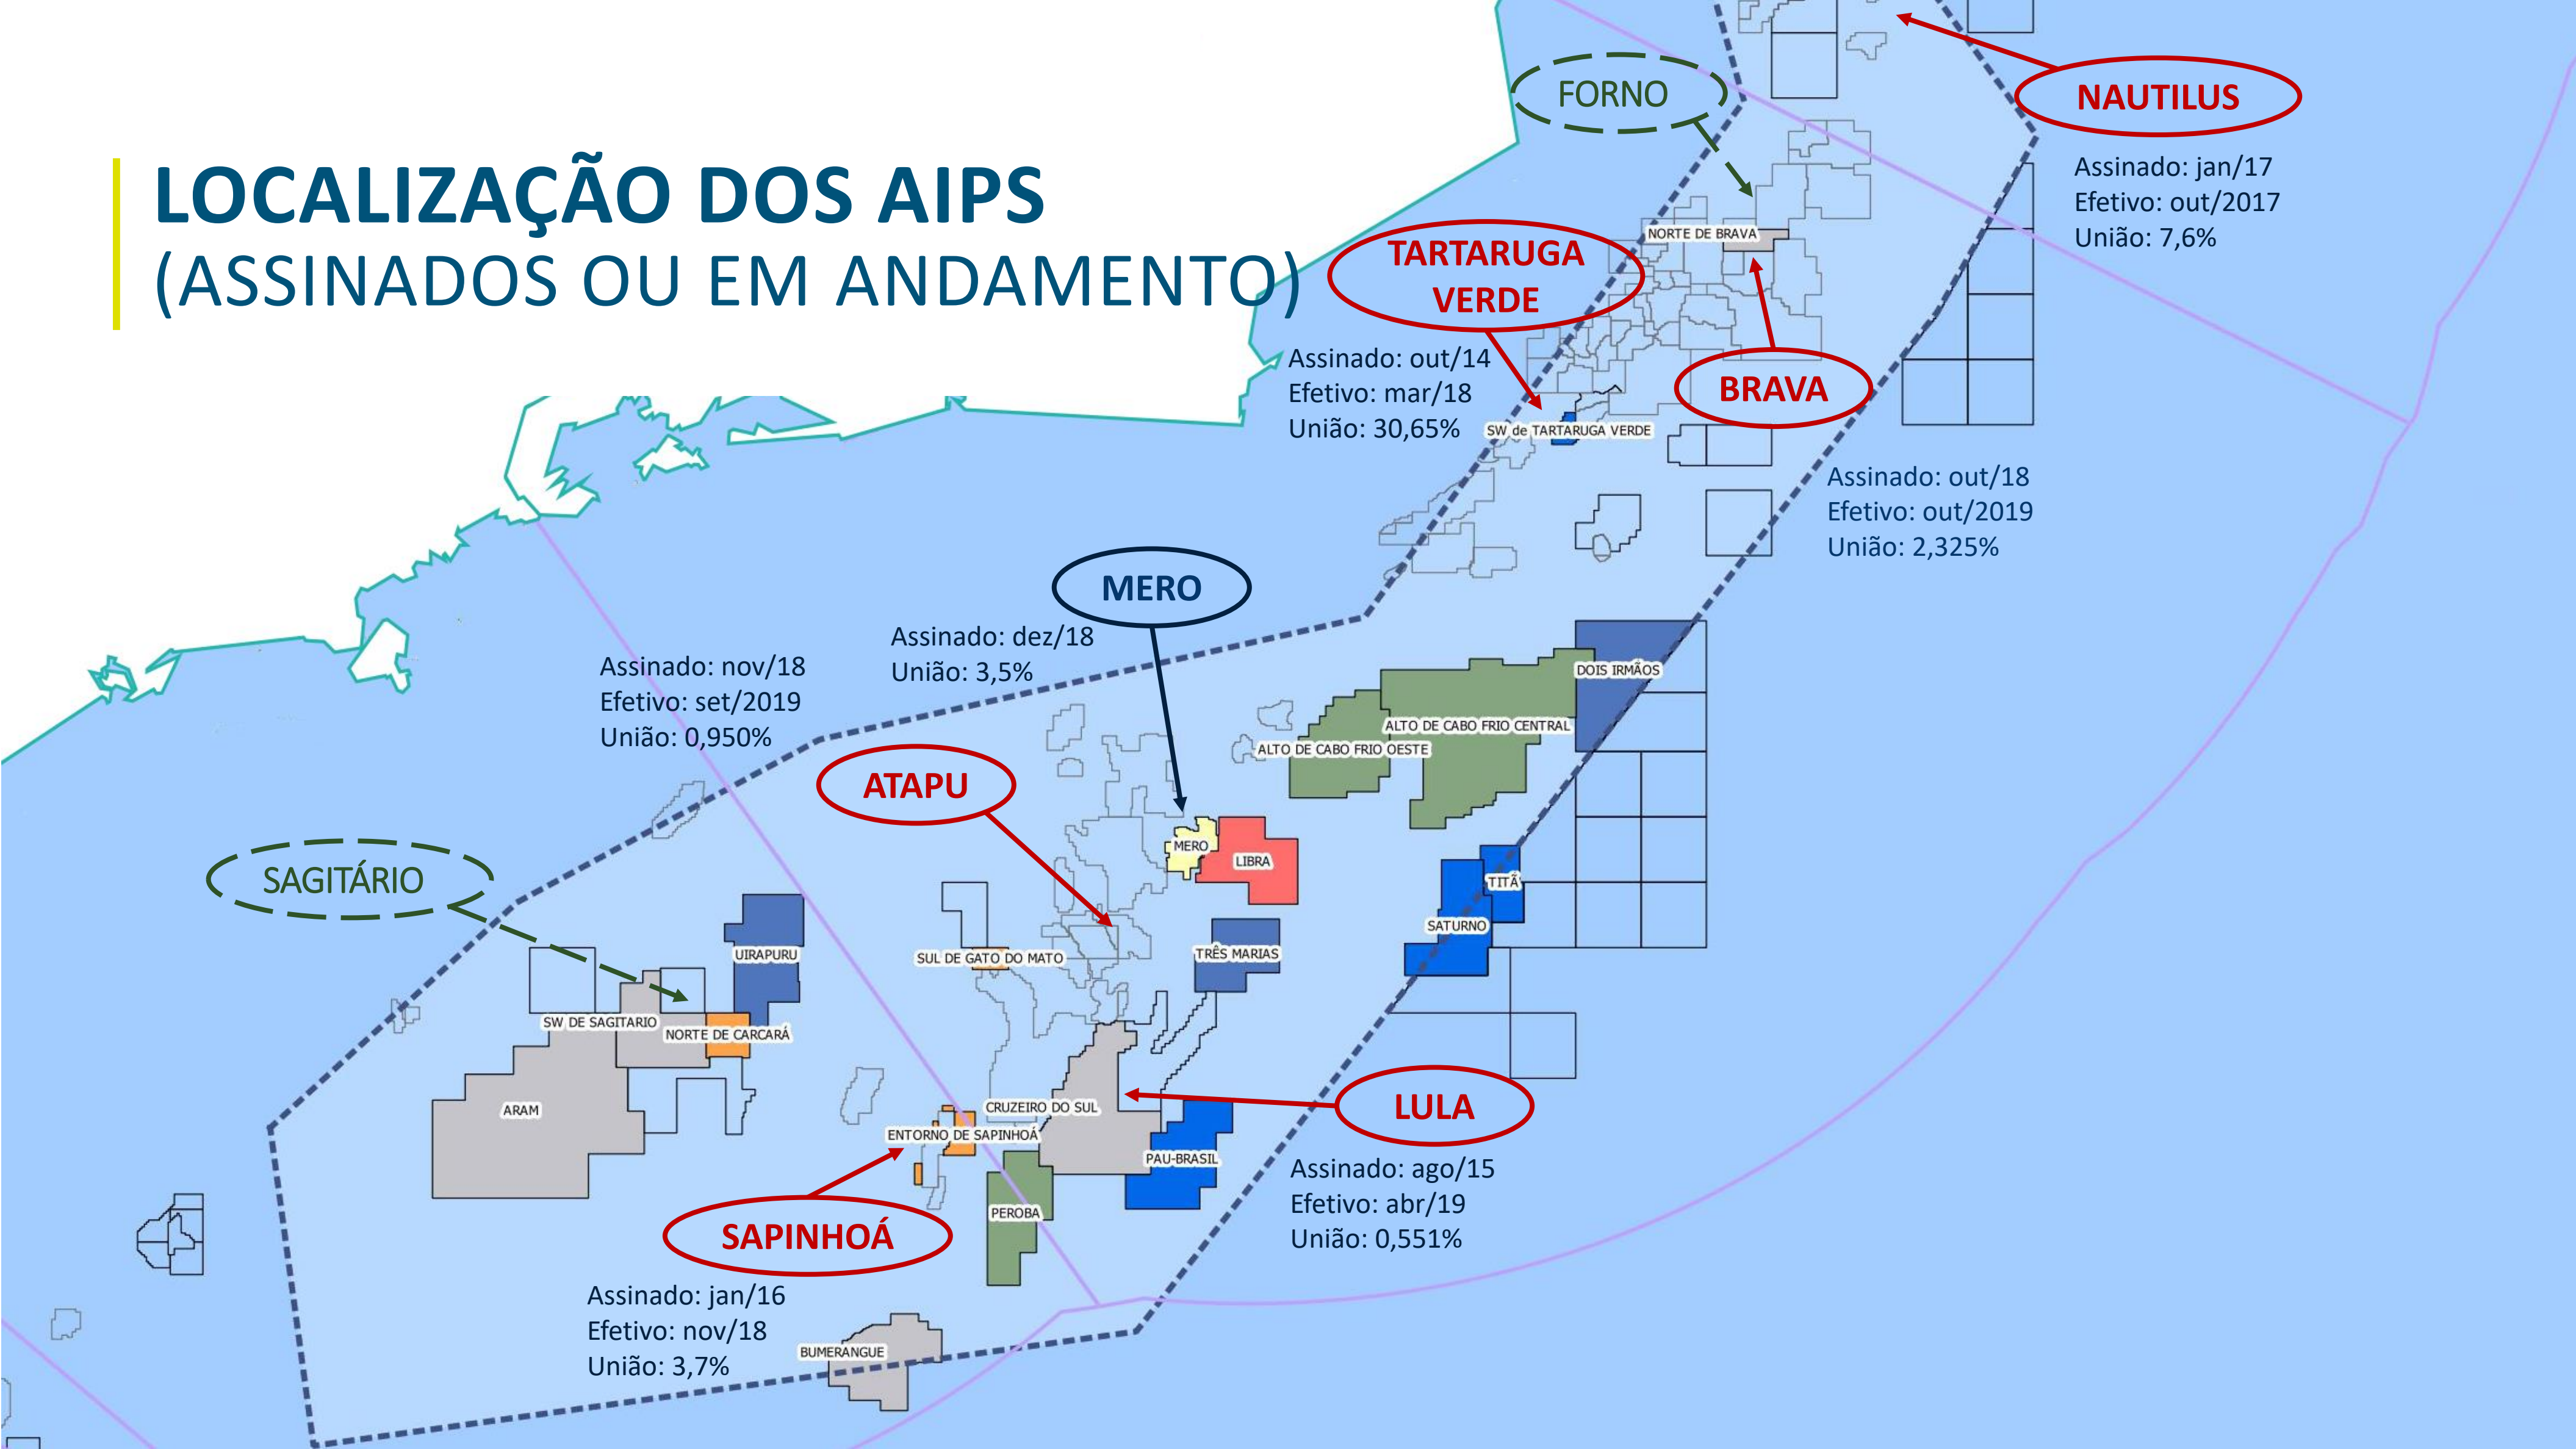 LOCALIZAÇÃO DOS AIPS
(ASSINADOS OU EM ANDAMENTO)
FORNO
NAUTILUS
Assinado: jan/17
Efetivo: out/2017
União: 7,6%
NORTE DE BRAVA
TARTARUGA
VERDE
Assinado: out/14
Efetivo: mar/18
União: 30,65%
SW de TARTARUGA VERDE
BRAVA
Assinado: out/18
Efetivo: out/2019
União: 2,325%
MERO
Assinado: dez/18
União: 3,5%
Assinado: nov/18
Efetivo: set/2019
União: 0,950%
ATAPU
DOIS IRMÃOS
ALTO DE CABO FRIO CENTRAL
ALTO DE CABO FRIO OESTE
MERO
LIBRA
SAGITÁRIO
TITÃ
SATURNO
UIRAPURU
SUL DE GATO DO MATO
TRÊS MARIAS
SW DE SAGITARIO
NORTE DE CARCARÁ
ARAM
CRUZEIRO DO SUL
LULA
ENTORNO DE SAPINHOÁ
PAU-BRASIL
Assinado: ago/15
Efetivo: abr/19
União: 0,551%
PEROBA
SAPINHOÁ
Assinado: jan/16
Efetivo: nov/18
União: 3,7%
BUMERANGUE